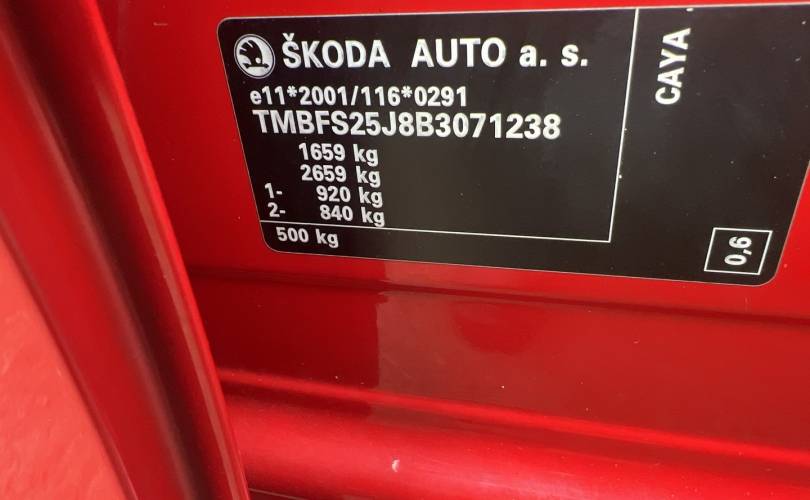 ŠKODA AUTO a. s.
e11*2001/116*0291
TMBFS25J8B3071238
1659 kg
2659 kg
1- 920 kg
2- 840 kg
500 kg
CAYA
0,6